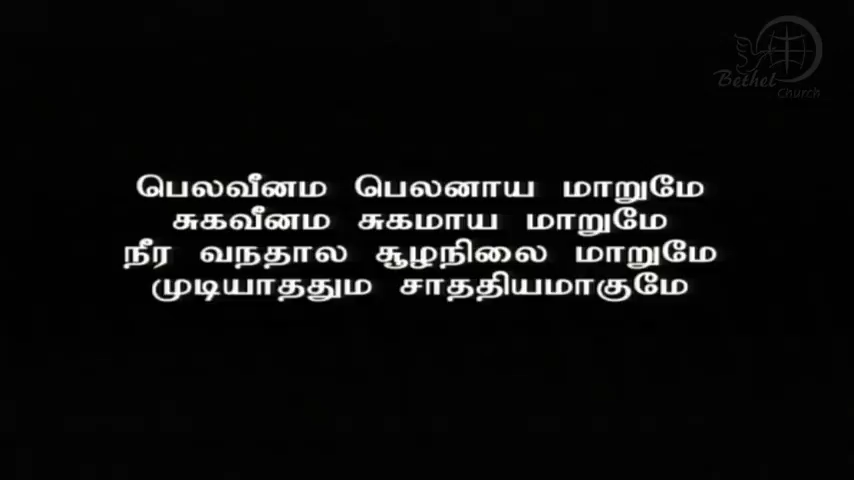 Bethel
Church
பெலவீனம பெலனாய மாறுமே
சுகவீனம சுகமாய மாறுமே
நீர வநதால சூழநிலை மாறுமே
முடியாததும சாததியமாகுமே